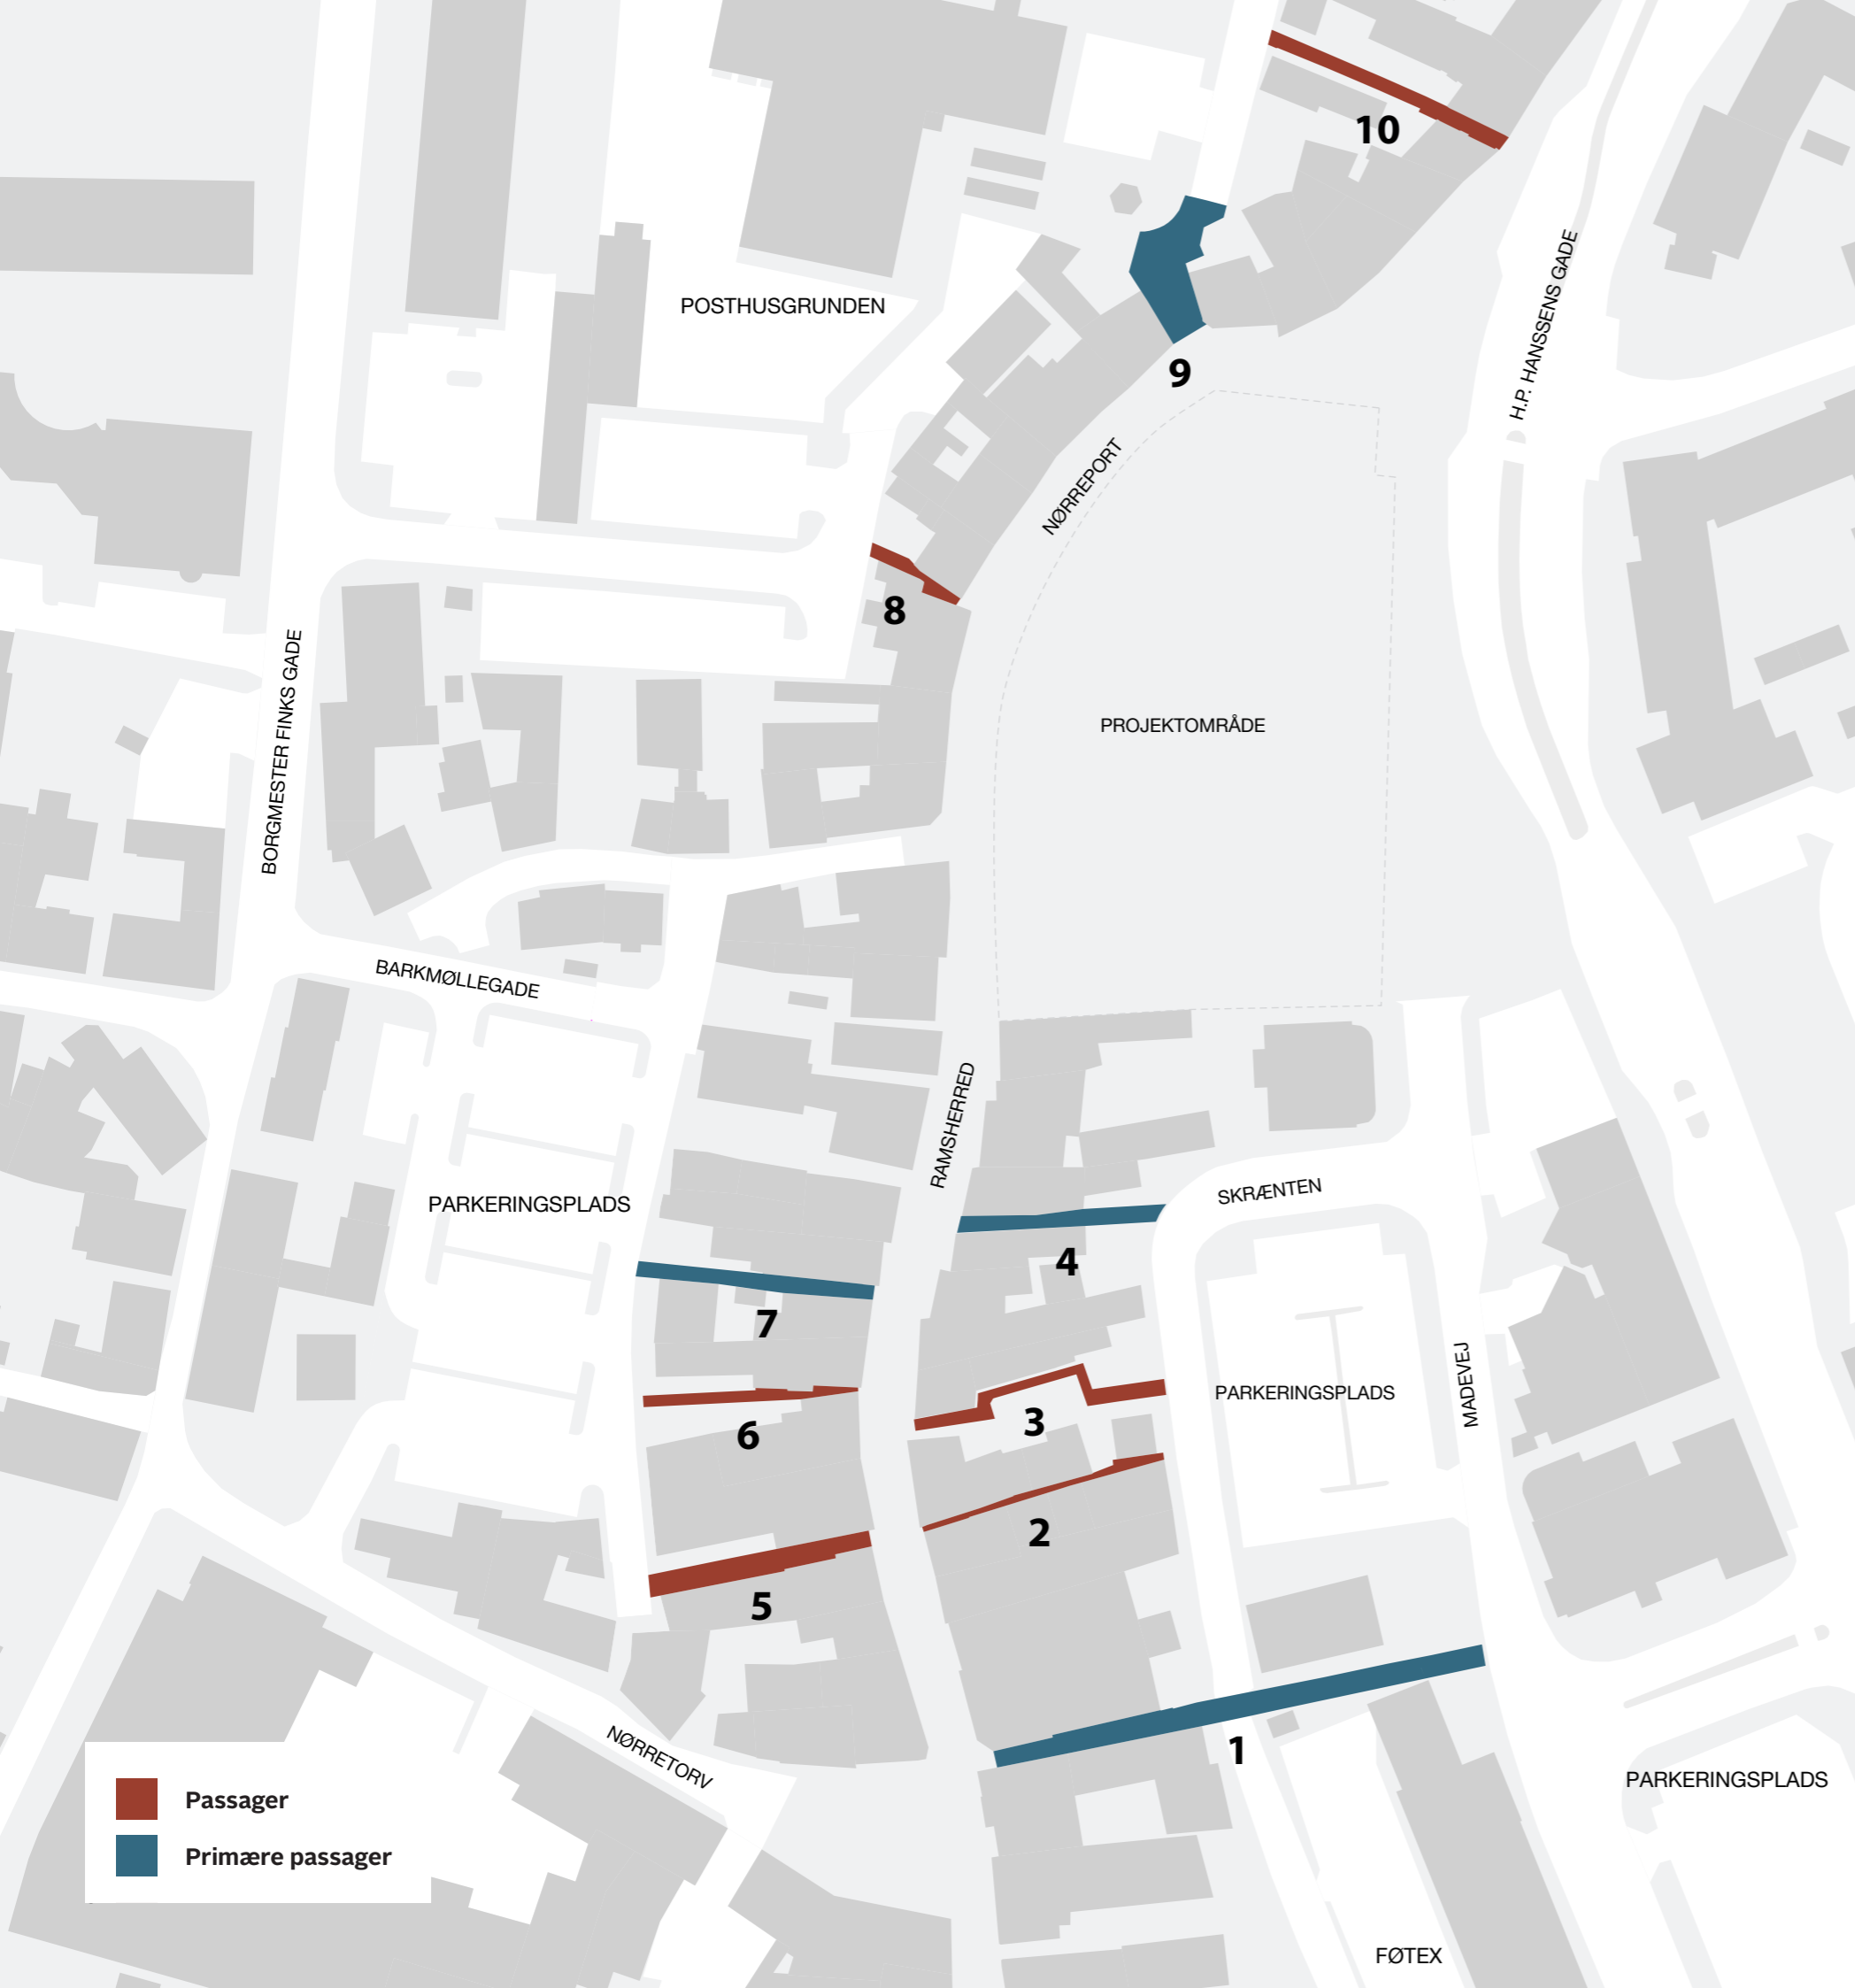 10
H.P. HANSSENS GADE
POSTHUSGRUNDEN
9
NØRREPORT
8
BORGMESTER FINKS GADE
PROJEKTOMRÅDE
BARKMØLLEGADE
RAMSHERRED
SKRÆNTEN
PARKERINGSPLADS
4
7
MADEVEJ
PARKERINGSPLADS
3
6
2
5
1
NØRRETORV
PARKERINGSPLADS
Passager
Primære passager
FØTEX